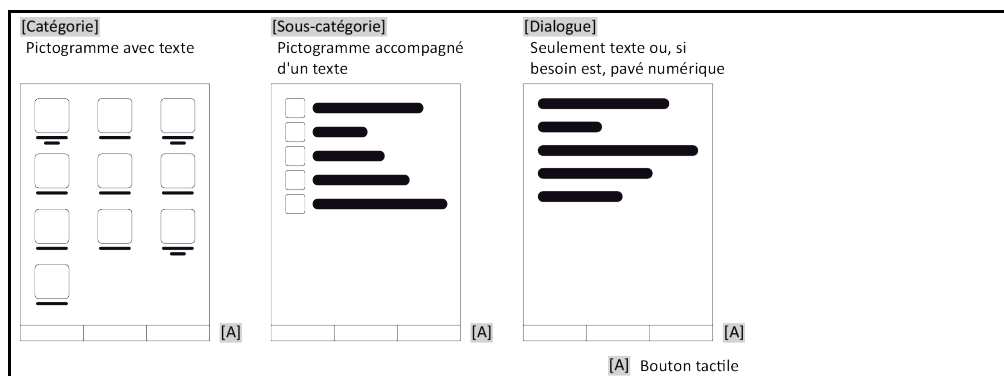 [Catégorie]
Pictogramme avec texte
[Sous-catégorie]
Pictogramme accompagné
d'un texte
[Dialogue]
Seulement texte ou, si
besoin est, pavé numérique
[A]
[A]
[A]
[A] Bouton tactile